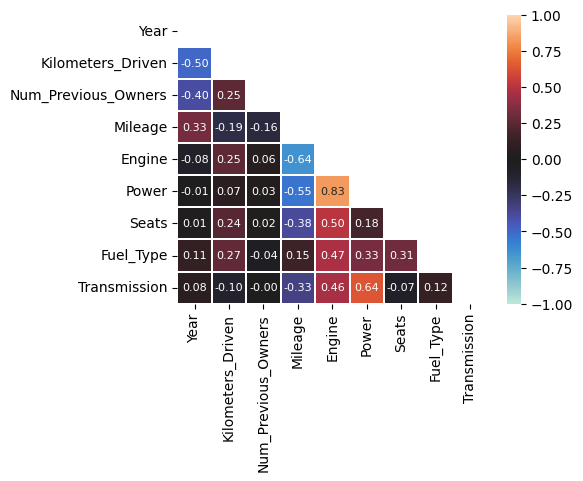 Year
Kilometers_Driven -0.50
Num_Previous_Owners -0.40 0.25
Mileage 0.33 -0.19 -0.16
Engine -0.08 0.25 0.06 -0.64
Power -0.01 0.07 0.03 -0.55 0.83
Seats 0.01 0.24 0.02 -0.38 0.50 0.18
Fuel_Type 0.11 0.27 -0.04 0.15 0.47 0.33 0.31
Transmission 0.08 -0.10 -0.00 -0.33 0.46 0.64 -0.07 0.12
Year
Kilometers_Driven
Num_Previous_Owners
Mileage
Engine
Power
Seats
Fuel_Type
Transmission
1.00
0.75
0.50
0.25
0.00
−0.25
−0.50
−0.75
−1.00